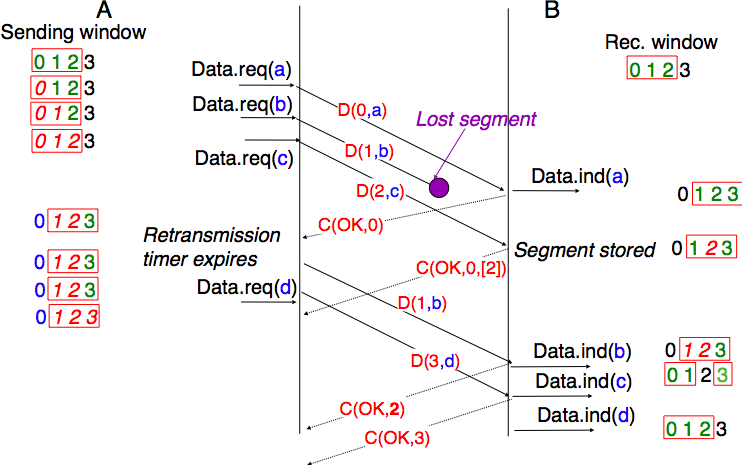 A
B
Sending window
Rec. window
0 1 2 3
0 1 2 3
0 1 2 3
0 1 2 3
0 1 2 3
Data.req(a)
Data.req(b)
Data.req(c)
D(0,a)
Lost segment
D(1,b)
D(2,c)
Data.ind(a)
0 1 2 3
C(OK,0)
0 1 2 3
Retransmission
timer expires
Segment stored
0 1 2 3
0 1 2 3
C(OK,0,[2])
0 1 2 3
Data.req(d)
D(1,b)
0 1 2 3
D(3,d)
Data.ind(b)
0 1 2 3
Data.ind(c)
0 1 2 3
C(OK,2)
Data.ind(d)
0 1 2 3
C(OK,3)